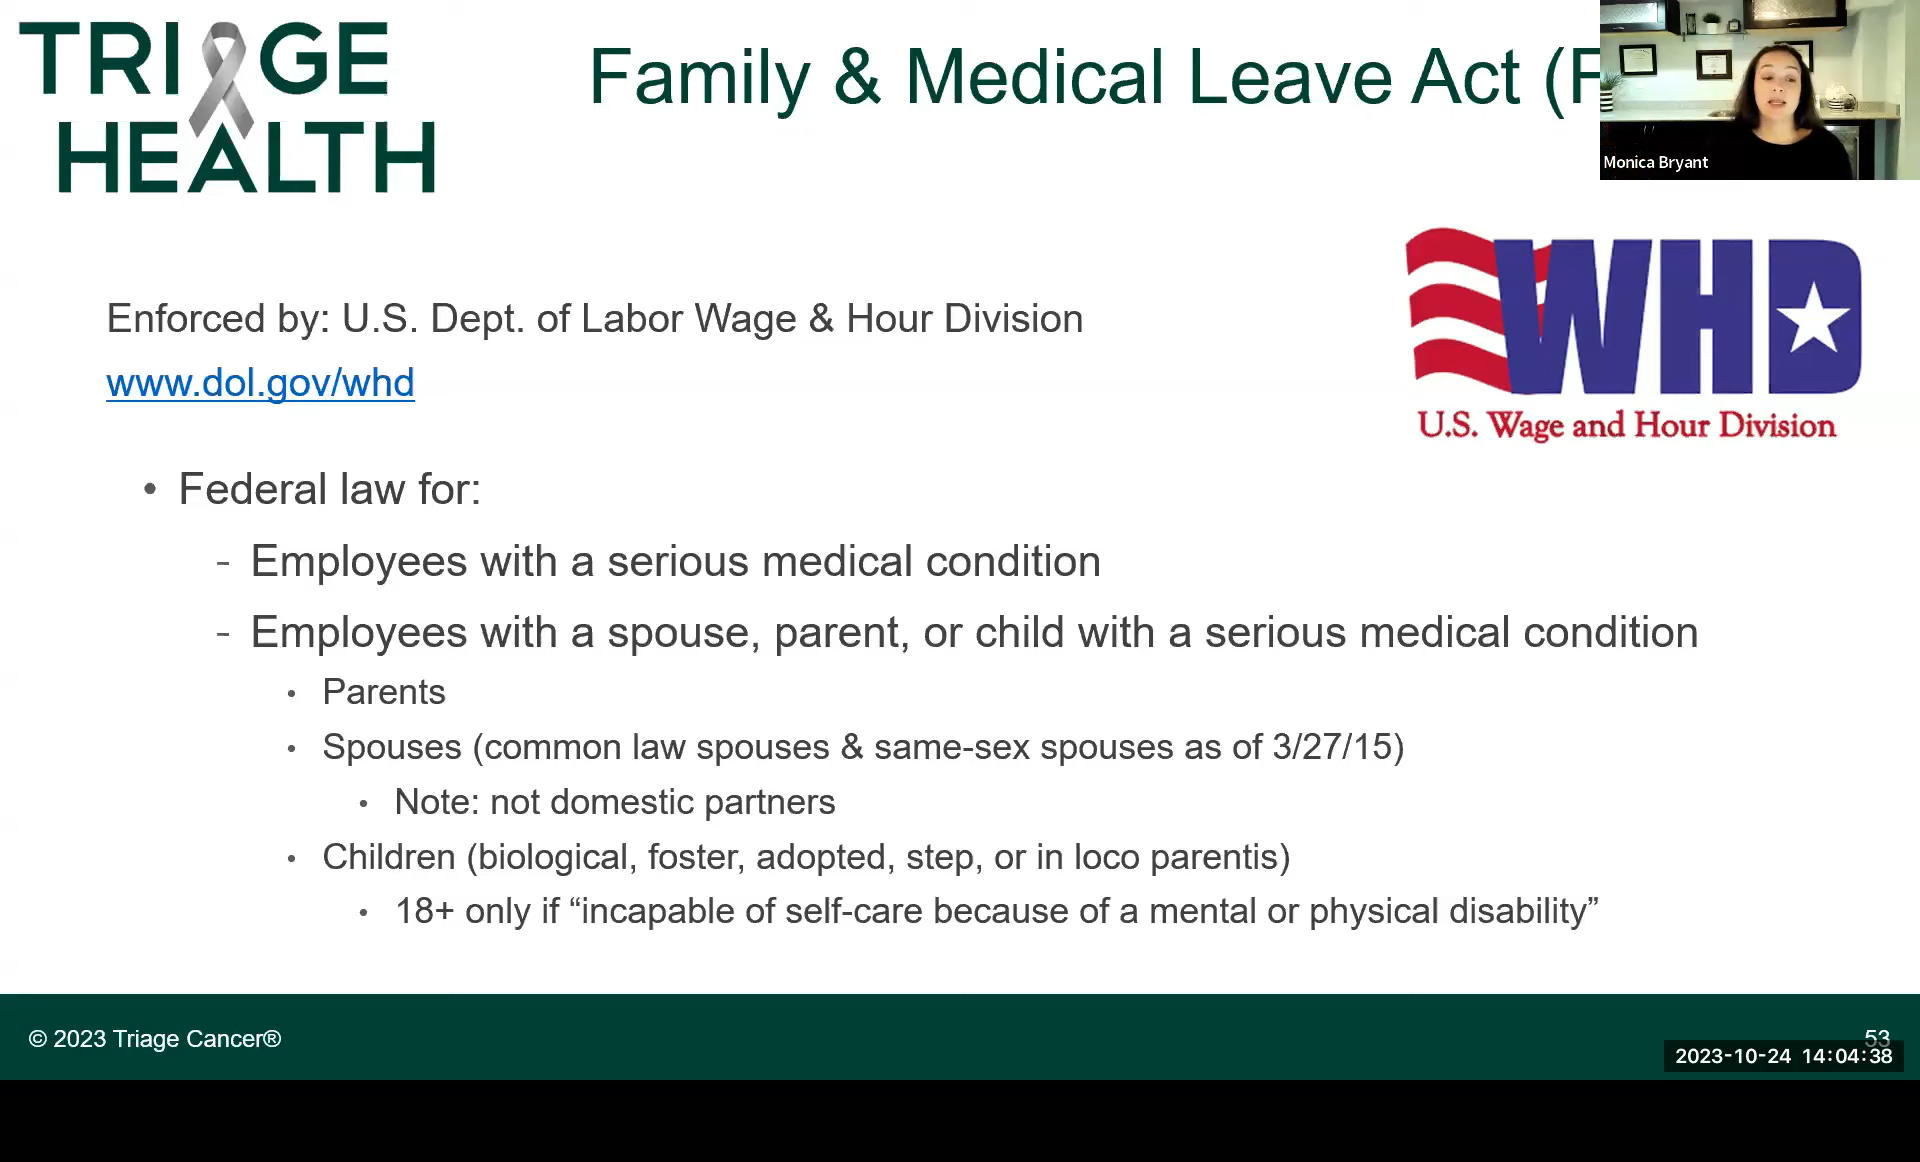 TRIAGE
HEALTH
Family & Medical Leave Act (F
Monica Bryant
WHD
U.S. Wage and Hour Division
Enforced by: U.S. Dept. of Labor Wage & Hour Division
www.dol.gov/whd
• Federal law for:
- Employees with a serious medical condition
- Employees with a spouse, parent, or child with a serious medical condition
• Parents
• Spouses (common law spouses & same-sex spouses as of 3/27/15)
• Note: not domestic partners
• Children (biological, foster, adopted, step, or in loco parentis)
• 18+ only if “incapable of self-care because of a mental or physical disability”
© 2023 Triage Cancer®
53
2023-10-24 14:04:38